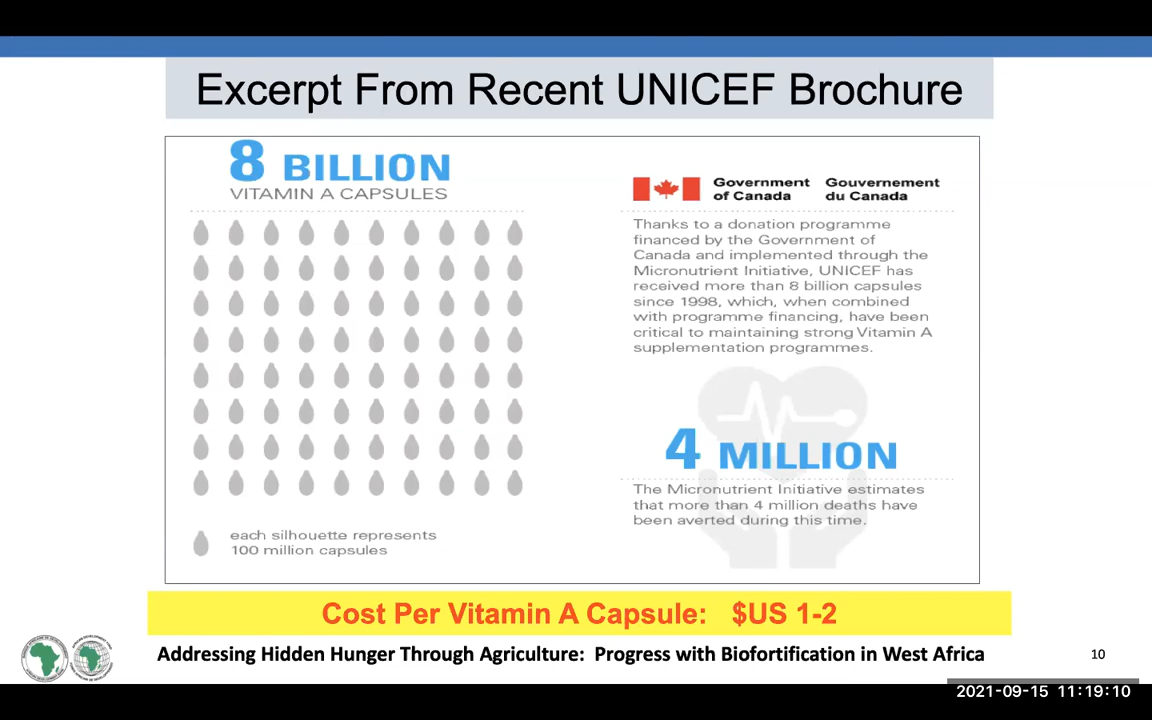 Excerpt From Recent UNICEF Brochure
8 BILLION
VITAMIN A CAPSULES
each silhouette represents
100 million capsules
Government
of Canada
Gouvernement
du Canada
Thanks to a donation programme
financed by the Government of
Canada and implemented through the
Micronutrient Initiative, UNICEF has
received more than 8 billion capsules
since 1998, which, when combined
with programme financing, have been
critical to maintaining strong Vitamin A
supplementation programmes.
4 MILLION
The Micronutrient Initiative estimates
that more than 4 million deaths have
been averted during this time.
Cost Per Vitamin A Capsule: $US 1-2
Addressing Hidden Hunger Through Agriculture: Progress with Biofortification in West Africa
10
2021-09-15 11:19:10